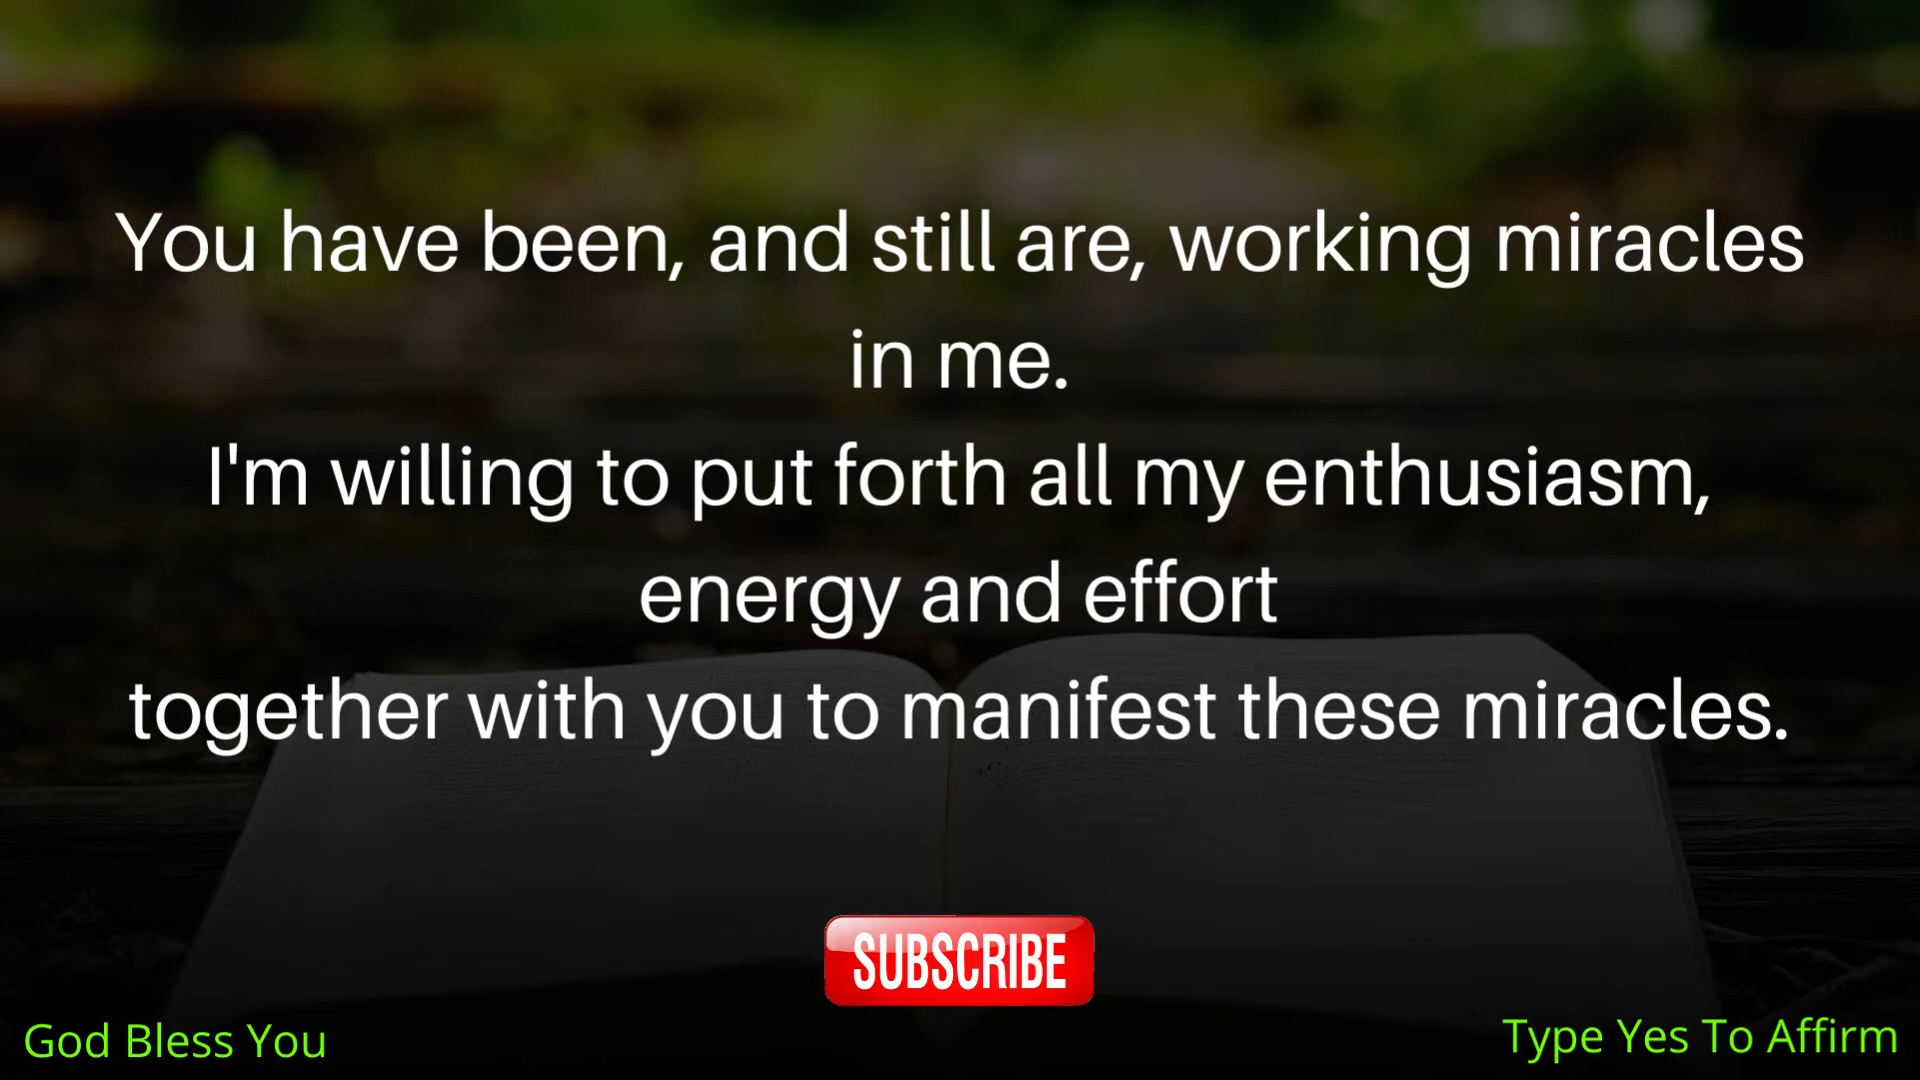 You have been, and still are, working miracles
in me.
I'm willing to put forth all my enthusiasm,
energy and effort
together with you to manifest these miracles.
SUBSCRIBE
God Bless You
Type Yes To Affirm